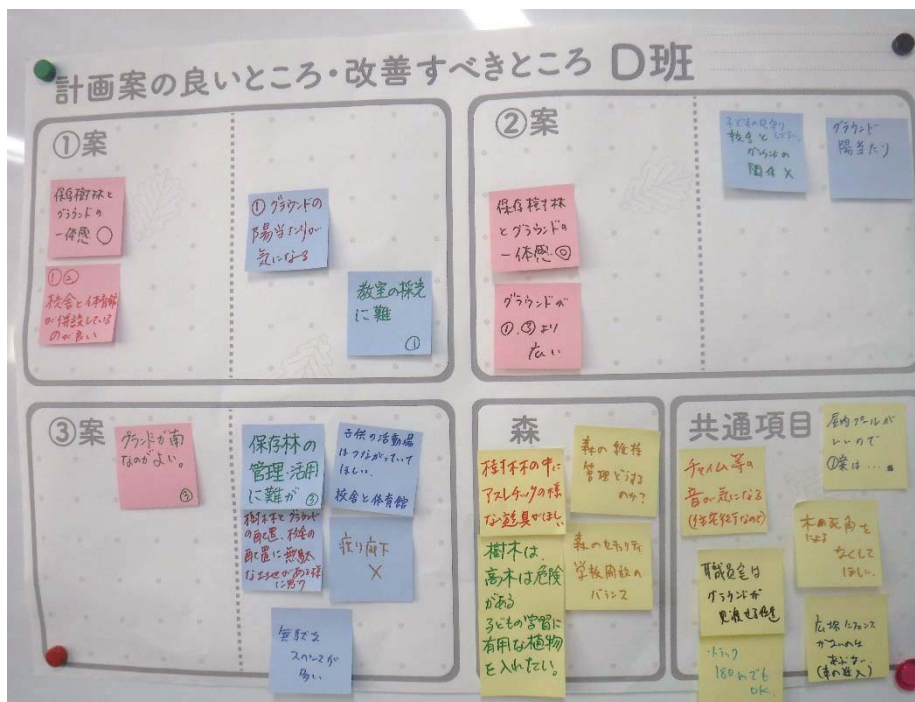 計画案の良いところ・改善すべきところ D班
①案
保存樹林と
グラウンドの
一体感 ○
①②
校舎と体育館
が併設している
のが良い
①グラウンドの
陽当たりが
気になる
教室の採光
に難
①
②案
保存樹林
とグラウンドの
一体感◎
グラウンドが
①、③より
広い
子どもの見守り
校舎と
グラウンドの
関係 ×
グラウンド
陽当たり
③案
グランドが南
なのがよい。
③
保存林の
管理・活用
に難が③
樹木林とグラウンド
の配置、校舎の
配置に無駄
子供の活動場
はつながっていて
ほしい。
校舎と体育館
渡り廊下
×
無駄な
スペースが
多い
森
樹木林の中に
アスレチックの様
な遊具がほしい
樹木は、
高木は危険
がある
子どもの学習に
有用な植物
を入れたい。
森の維持
管理どうする
のか?
森のセキュリティ
学校開放の
バランス
共通項目
チャイム等の
音が気になる
(住宅街なので)
職員室は
グラウンドが
見渡せる位置
トラック
180mでも
OK.
屋内プールが
いいので
①案は・・・。
木の死角を
による
なくして
ほしい。
広場にフェンス
がないのは
あぶない
(車の進入)